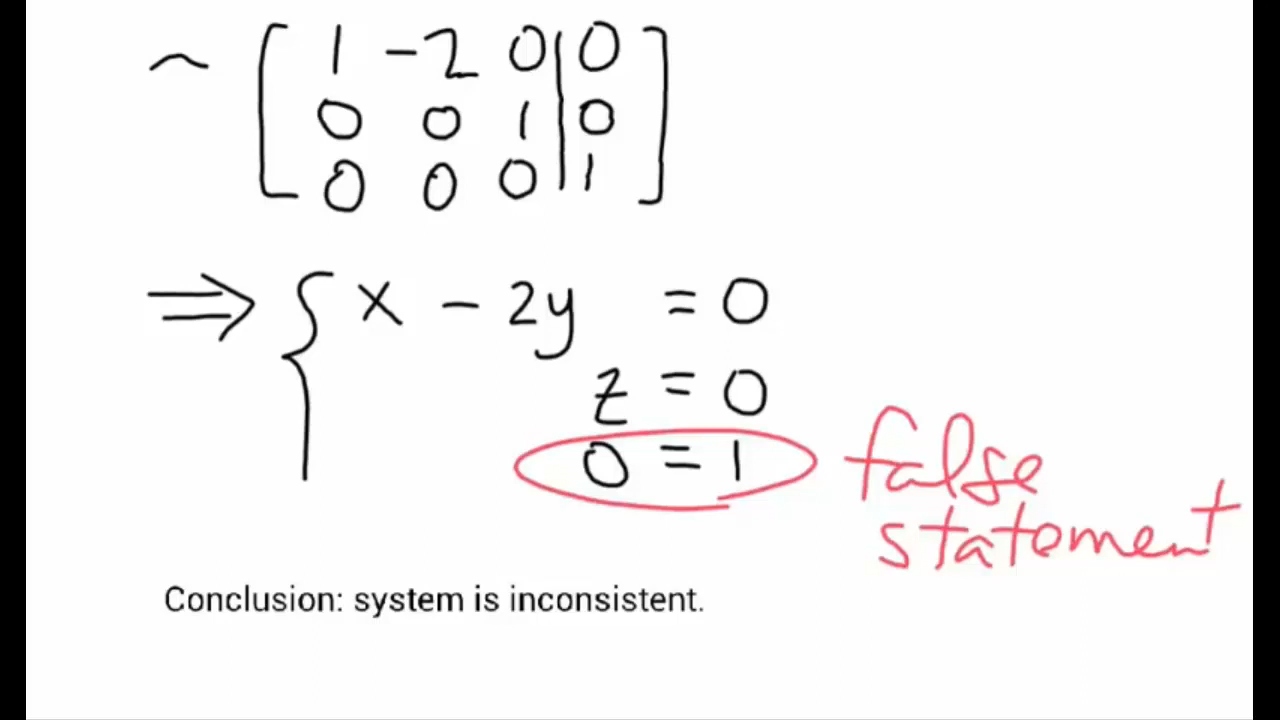 ~ [ 1 -2 0 | 0 ]
[ 0 0 1 | 0 ]
[ 0 0 0 | 1 ]
⇒ { x - 2y = 0
z = 0
0 = 1 false
statement
Conclusion: system is inconsistent.